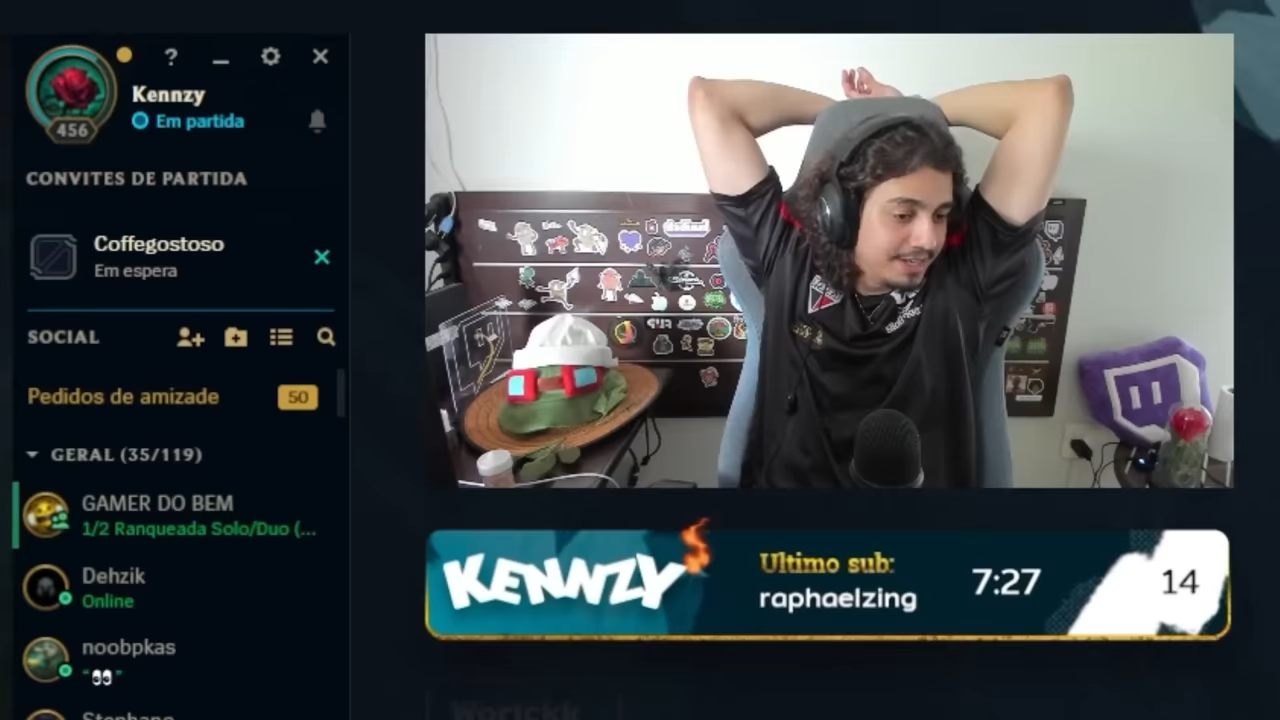 ?
Kennzy
456
Em partida
CONVITES DE PARTIDA
Coffegostoso
Em espera
SOCIAL
Pedidos de amizade
50
GERAL (35/119)
GAMER DO BEM
1/2 Ranqueada Solo/Duo (...
Dehzik
Online
noobpkas
"👀"
KENNZY
Ultimo sub:
raphaelzing
7:27
14